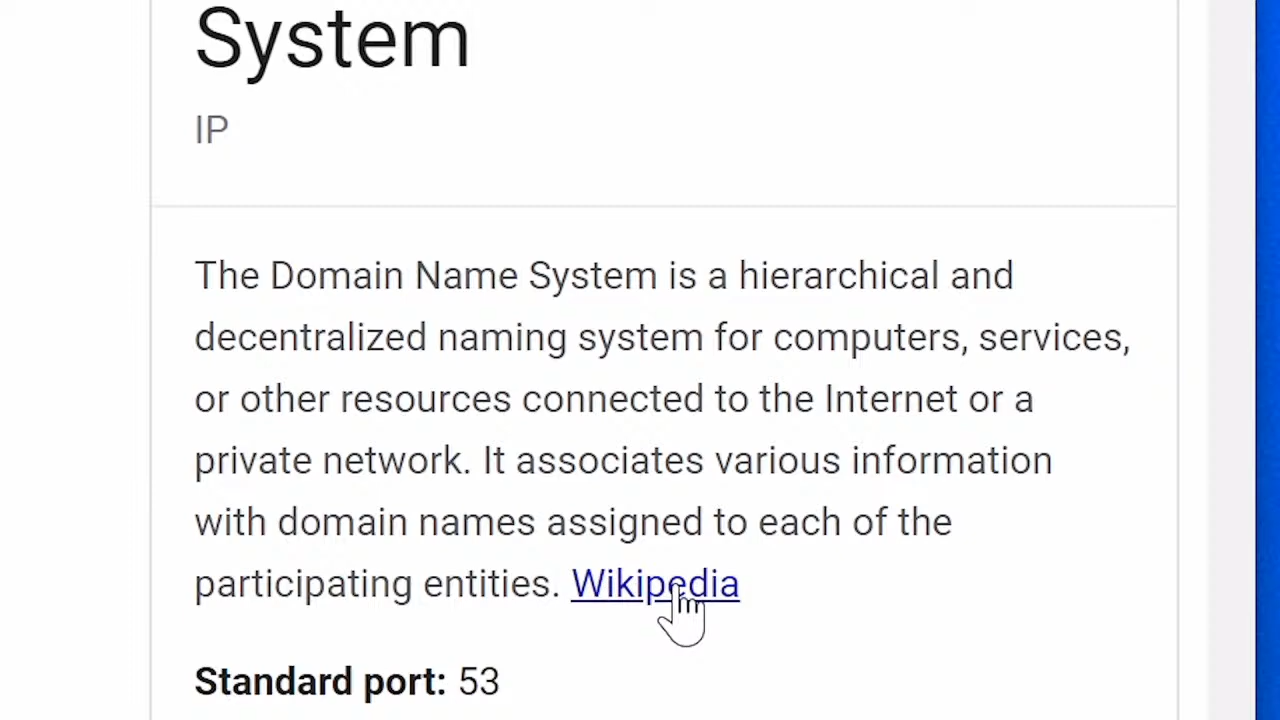 System
IP
The Domain Name System is a hierarchical and
decentralized naming system for computers, services,
or other resources connected to the Internet or a
private network. It associates various information
with domain names assigned to each of the
participating entities. Wikipedia
Standard port: 53